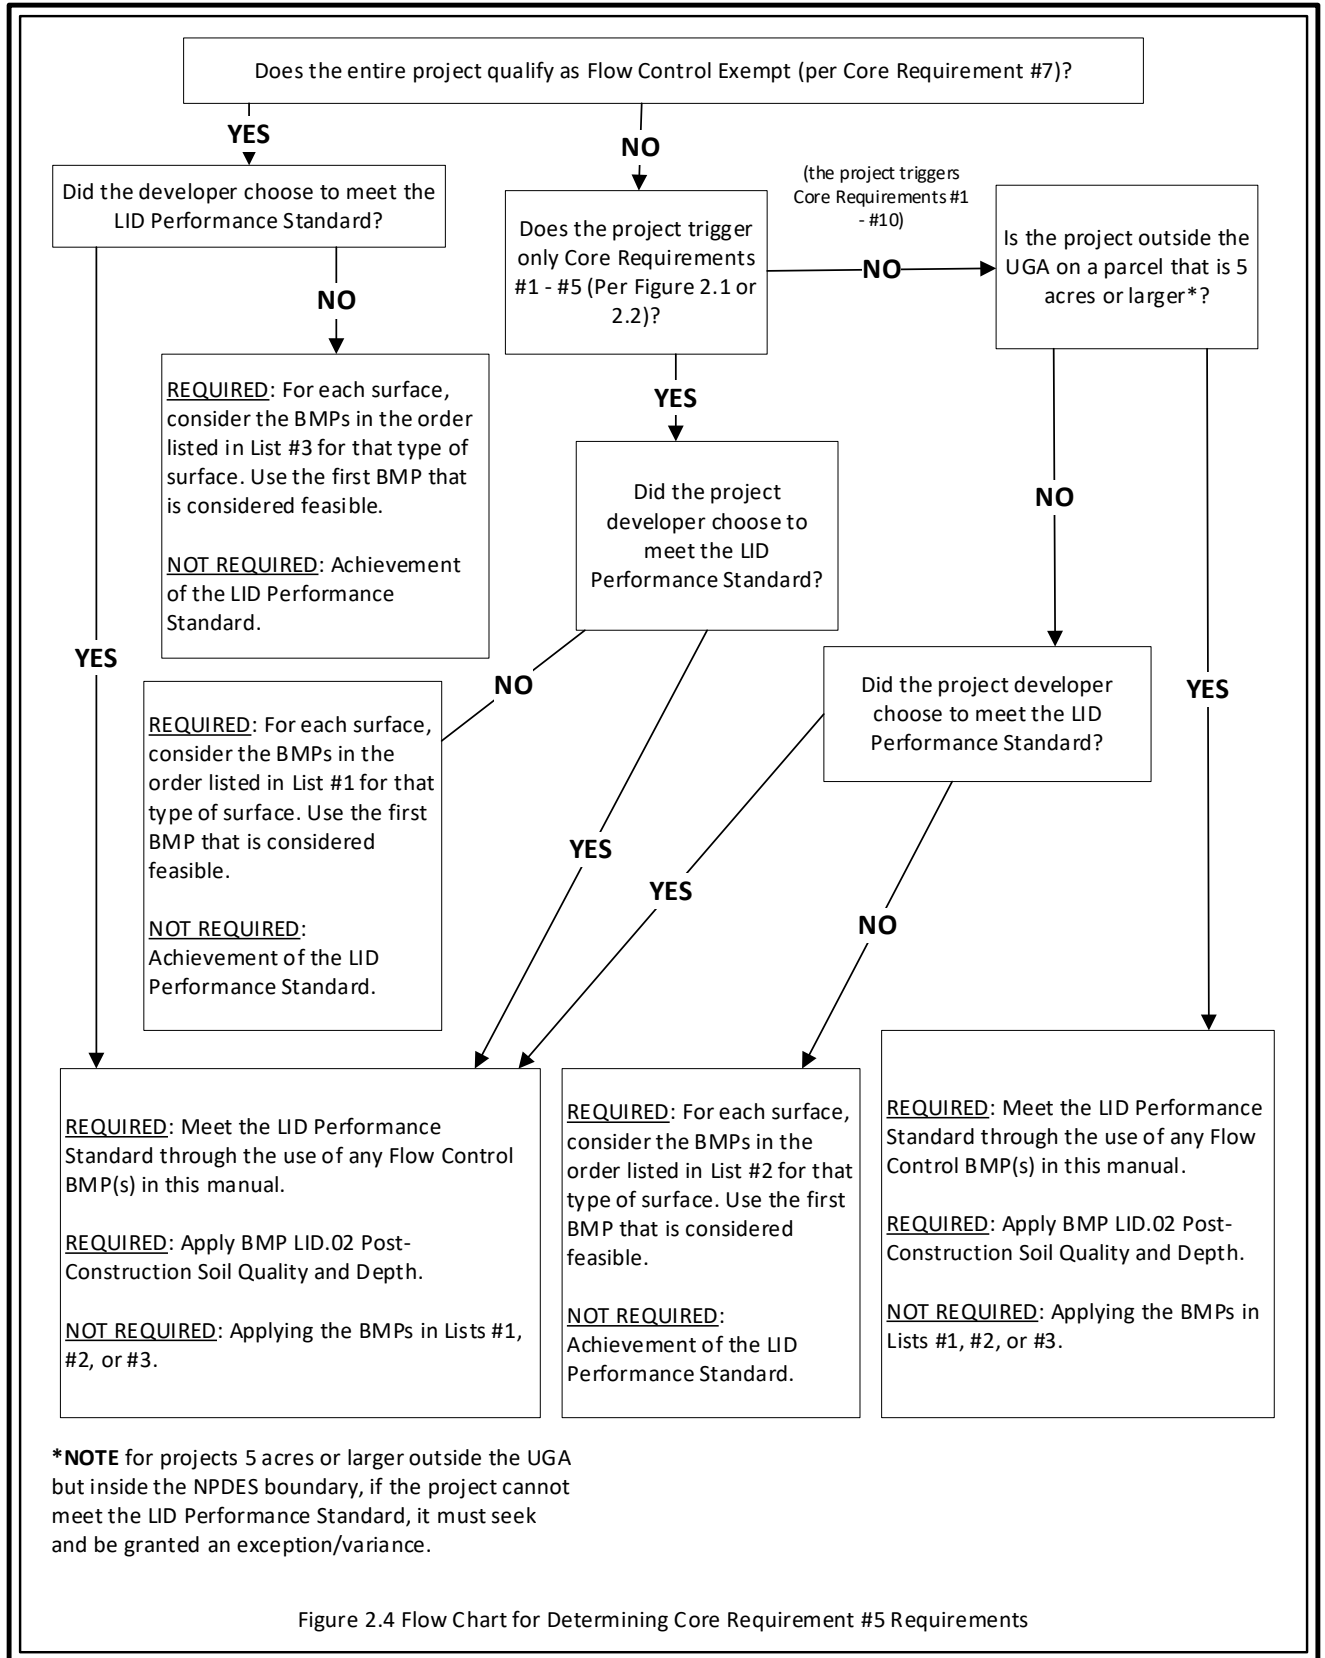 Does the entire project qualify as Flow Control Exempt (per Core Requirement #7)?
YES
NO
Did the developer choose to meet the
LID Performance Standard?
NO
REQUIRED: For each surface,
consider the BMPs in the order
listed in List #3 for that type of
surface. Use the first BMP that
is considered feasible.
NOT REQUIRED: Achievement
of the LID Performance
Standard.
YES
Does the project trigger
only Core Requirements
#1 - #5 (Per Figure 2.1 or
2.2)?
(the project triggers
Core Requirements #1
- #10)
NO
Is the project outside the
UGA on a parcel that is 5
acres or larger*?
YES
Did the project
developer choose to
meet the LID
Performance Standard?
NO
NO
REQUIRED: For each surface,
consider the BMPs in the
order listed in List #1 for that
type of surface. Use the first
BMP that is considered
feasible.
NOT REQUIRED:
Achievement of the LID
Performance Standard.
YES
Did the project developer
choose to meet the LID
Performance Standard?
YES
YES
NO
REQUIRED: Meet the LID Performance
Standard through the use of any Flow Control
BMP(s) in this manual.
REQUIRED: Apply BMP LID.02 Post-
Construction Soil Quality and Depth.
NOT REQUIRED: Applying the BMPs in Lists #1,
#2, or #3.
REQUIRED: For each surface,
consider the BMPs in the
order listed in List #2 for that
type of surface. Use the first
BMP that is considered
feasible.
NOT REQUIRED:
Achievement of the LID
Performance Standard.
REQUIRED: Meet the LID Performance
Standard through the use of any Flow
Control BMP(s) in this manual.
REQUIRED: Apply BMP LID.02 Post-
Construction Soil Quality and Depth.
NOT REQUIRED: Applying the BMPs in
Lists #1, #2, or #3.
*NOTE for projects 5 acres or larger outside the UGA
but inside the NPDES boundary, if the project cannot
meet the LID Performance Standard, it must seek
and be granted an exception/variance.
Figure 2.4 Flow Chart for Determining Core Requirement #5 Requirements